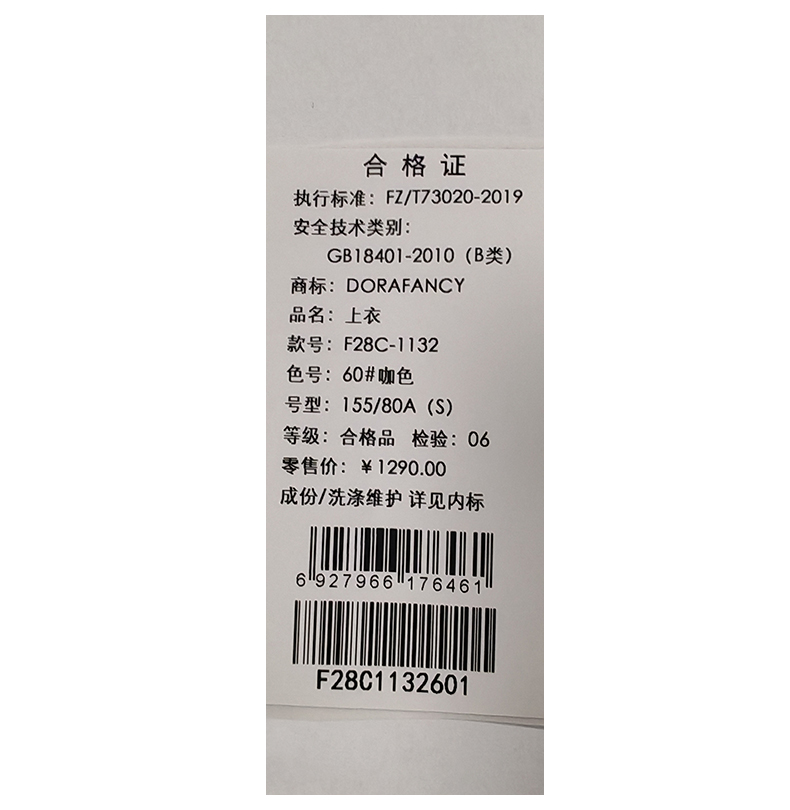 合格证
执行标准：FZ/T73020-2019
安全技术类别：
GB18401-2010（B类）
商标：DORAFANCY
品名：上衣
款号：F28C-1132
色号：60#咖色
号型：155/80A（S）
等级：合格品 检验：06
零售价：￥1290.00
成份/洗涤维护 详见内标
6 927966 176461
F28C1132601